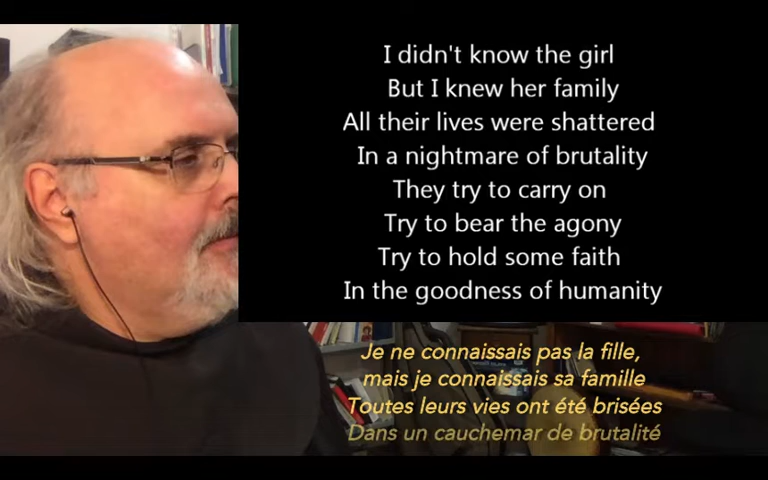 I didn't know the girl
But I knew her family
All their lives were shattered
In a nightmare of brutality
They try to carry on
Try to bear the agony
Try to hold some faith
In the goodness of humanity
Je ne connaissais pas la fille,
mais je connaissais sa famille
Toutes leurs vies ont été brisées
Dans un cauchemar de brutalité